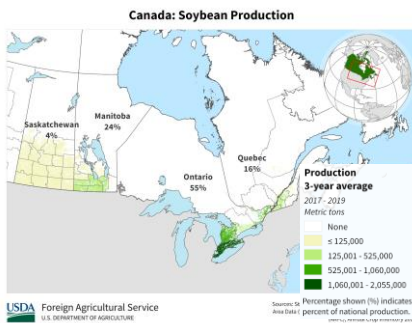 Canada: Soybean Production
Manitoba
24%
Saskatchewan
4%
Quebec
16%
Ontario
55%
Production
3-year average
2017 - 2019
Metric tons
None
≤ 125,000
125,001 - 525,000
525,001 - 1,060,000
1,060,001 - 2,055,000
Percentage shown (%) indicates
percent of national production.
USDA Foreign Agricultural Service
U.S. DEPARTMENT OF AGRICULTURE
Area Data